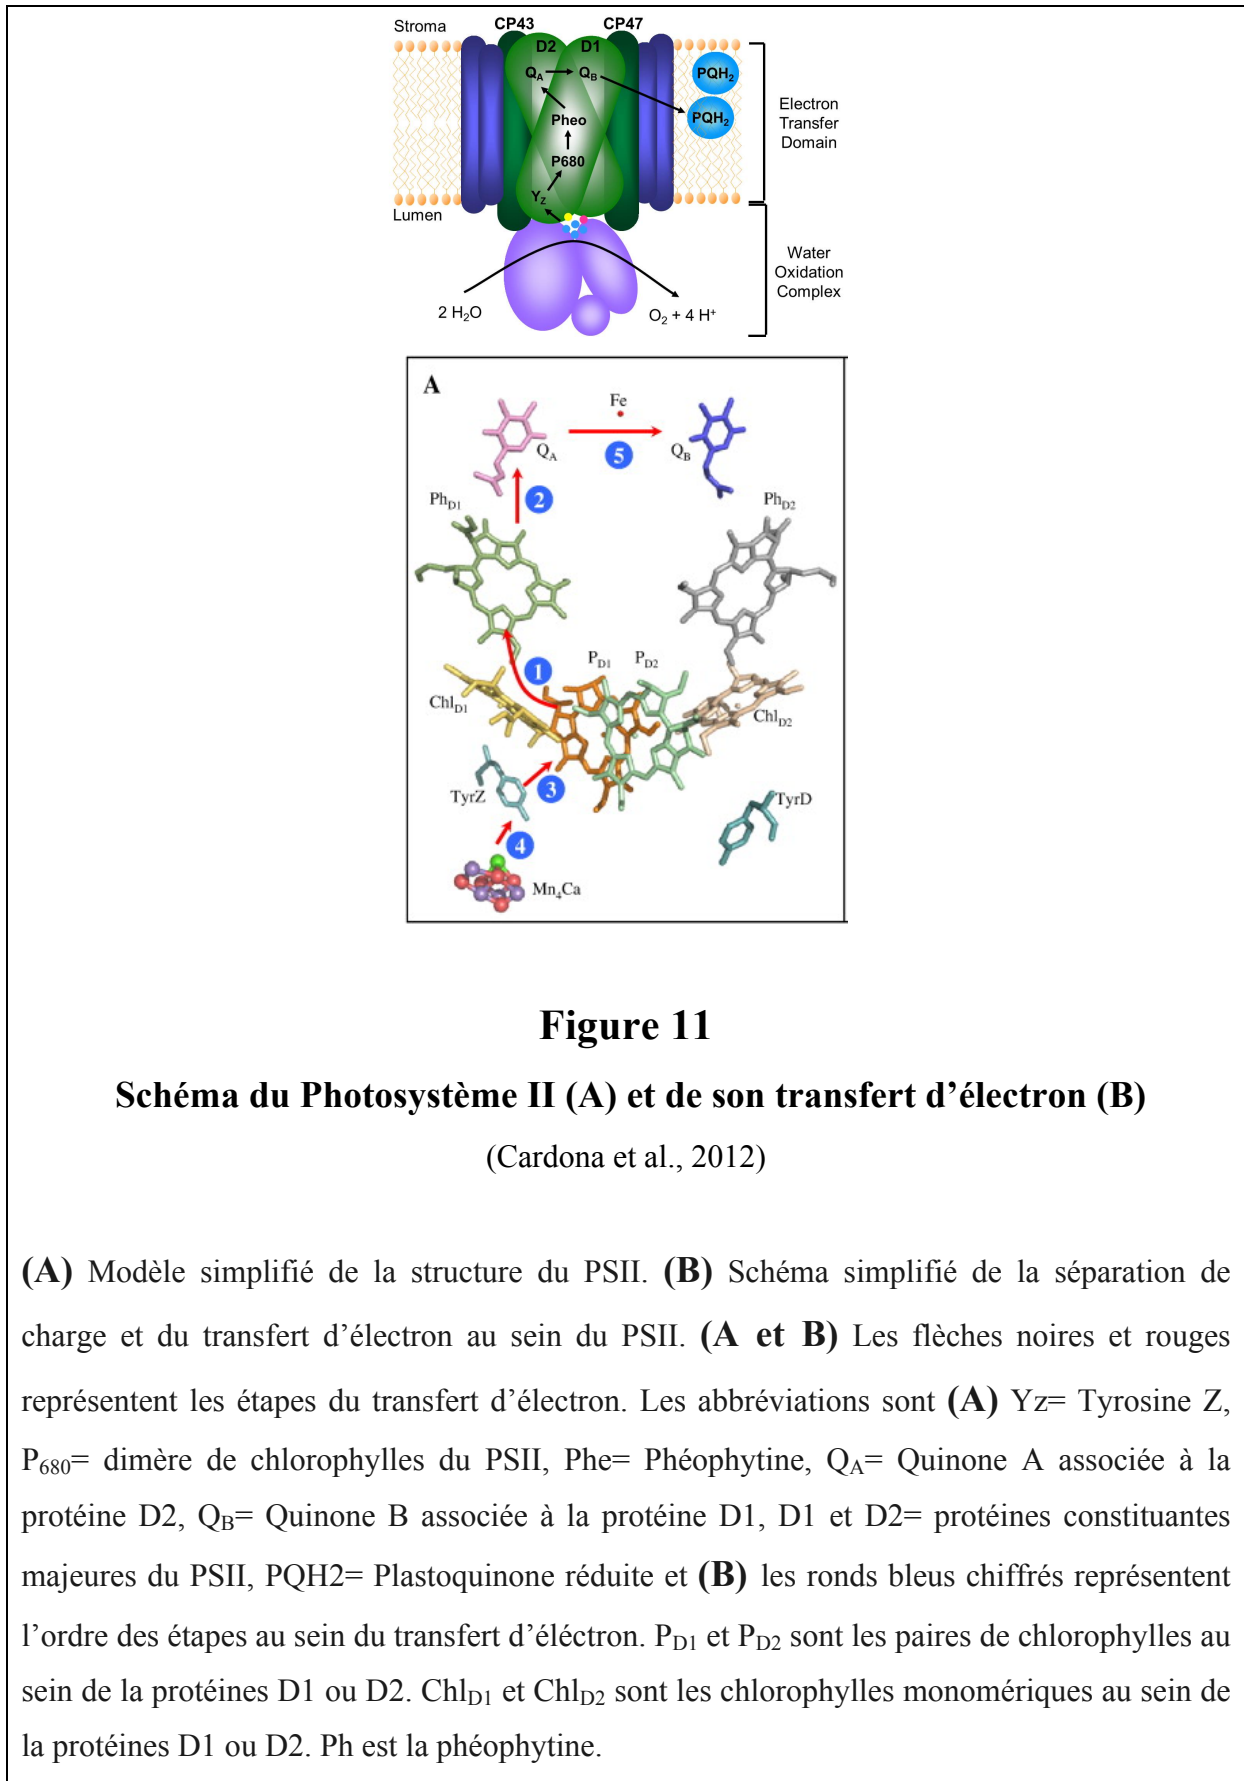 Stroma
CP43
CP47
D2
D1
QA
QB
PQH2
PQH2
Pheo
P680
YZ
Electron
Transfer
Domain
Lumen
Water
Oxidation
Complex
2 H2O
O2 + 4 H+
A
Fe
QA
5
QB
2
PhD1
PhD2
1
PD1
PD2
ChlD1
ChlD2
TyrZ
3
TyrD
4
Mn4Ca
Figure 11
Schéma du Photosystème II (A) et de son transfert d’électron (B)
(Cardona et al., 2012)
(A) Modèle simplifié de la structure du PSII. (B) Schéma simplifié de la séparation de
charge et du transfert d’électron au sein du PSII. (A et B) Les flèches noires et rouges
représentent les étapes du transfert d’électron. Les abbréviations sont (A) Yz= Tyrosine Z,
P680= dimère de chlorophylles du PSII, Phe= Phéophytine, QA= Quinone A associée à la
protéine D2, QB= Quinone B associée à la protéine D1, D1 et D2= protéines constituantes
majeures du PSII, PQH2= Plastoquinone réduite et (B) les ronds bleus chiffrés représentent
l’ordre des étapes au sein du transfert d’éléctron. PD1 et PD2 sont les paires de chlorophylles au
sein de la protéines D1 ou D2. ChlD1 et ChlD2 sont les chlorophylles monomériques au sein de
la protéines D1 ou D2. Ph est la phéophytine.